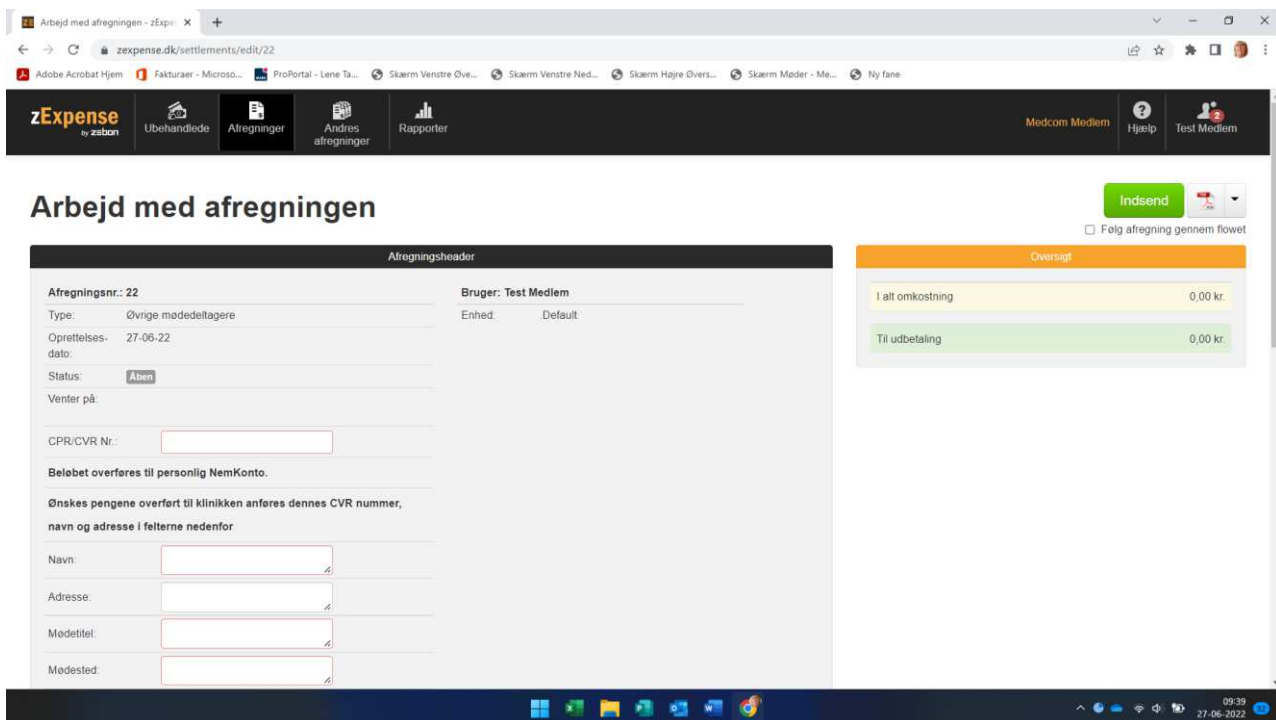 Arbejd med afregningen - zExpe
zexpense.dk/settlements/edit/22
Adobe Acrobat Hjem Fakturaer - Microso... ProPortal - Lene Ta... Skærm Venstre Øve... Skærm Venstre Ned... Skærm Højre Øvers... Skærm Møder - Me... Ny fane
zExpense
by zebon
Ubehandlede
Afregninger
Andres
afregninger
Rapporter
Medcom Medlem
Hjælp
2
Test Medlem
Arbejd med afregningen
Indsend
Følg afregning gennem flowet
Afregningsheader
Afregningsnr.: 22
Bruger: Test Medlem
Type: Øvrige mødedeltagere
Enhed: .Default
Oprettelses-
dato:
27-06-22
Status: Åben
Venter på:
CPR/CVR Nr.:
Beløbet overføres til personlig NemKonto.
Ønskes pengene overført til klinikken anføres dennes CVR nummer,
navn og adresse i felterne nedenfor
Navn:
Adresse:
Mødetitel:
Mødested:
Oversigt
I alt omkostning 0,00 kr.
Til udbetaling 0,00 kr.
09:39
27-06-2022